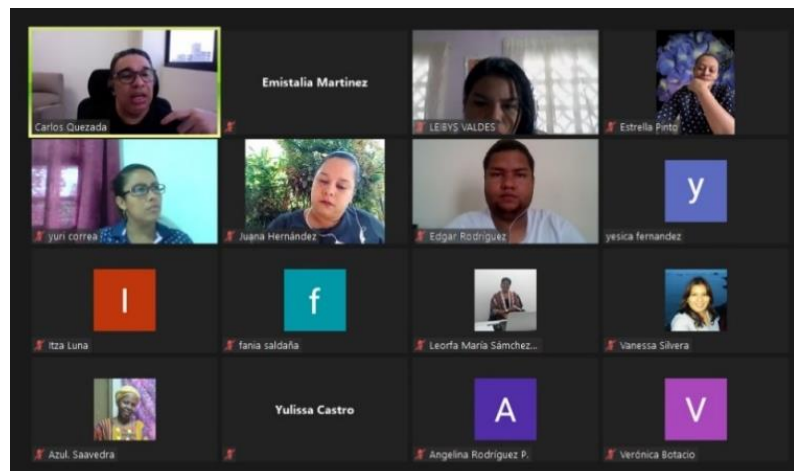 Carlos Quezada
Emistalia Martinez
LEIBYS VALDES
Estrella Pinto
yuri correa
Juana Hernández
Edgar Rodriguez
y
yesica fernandez
I
Itza Luna
f
fania saldaña
Leorfa María Sámchez...
Vanessa Silvera
Azul. Saavedra
Yulissa Castro
A
Angelina Rodríguez P.
V
Verónica Botacio